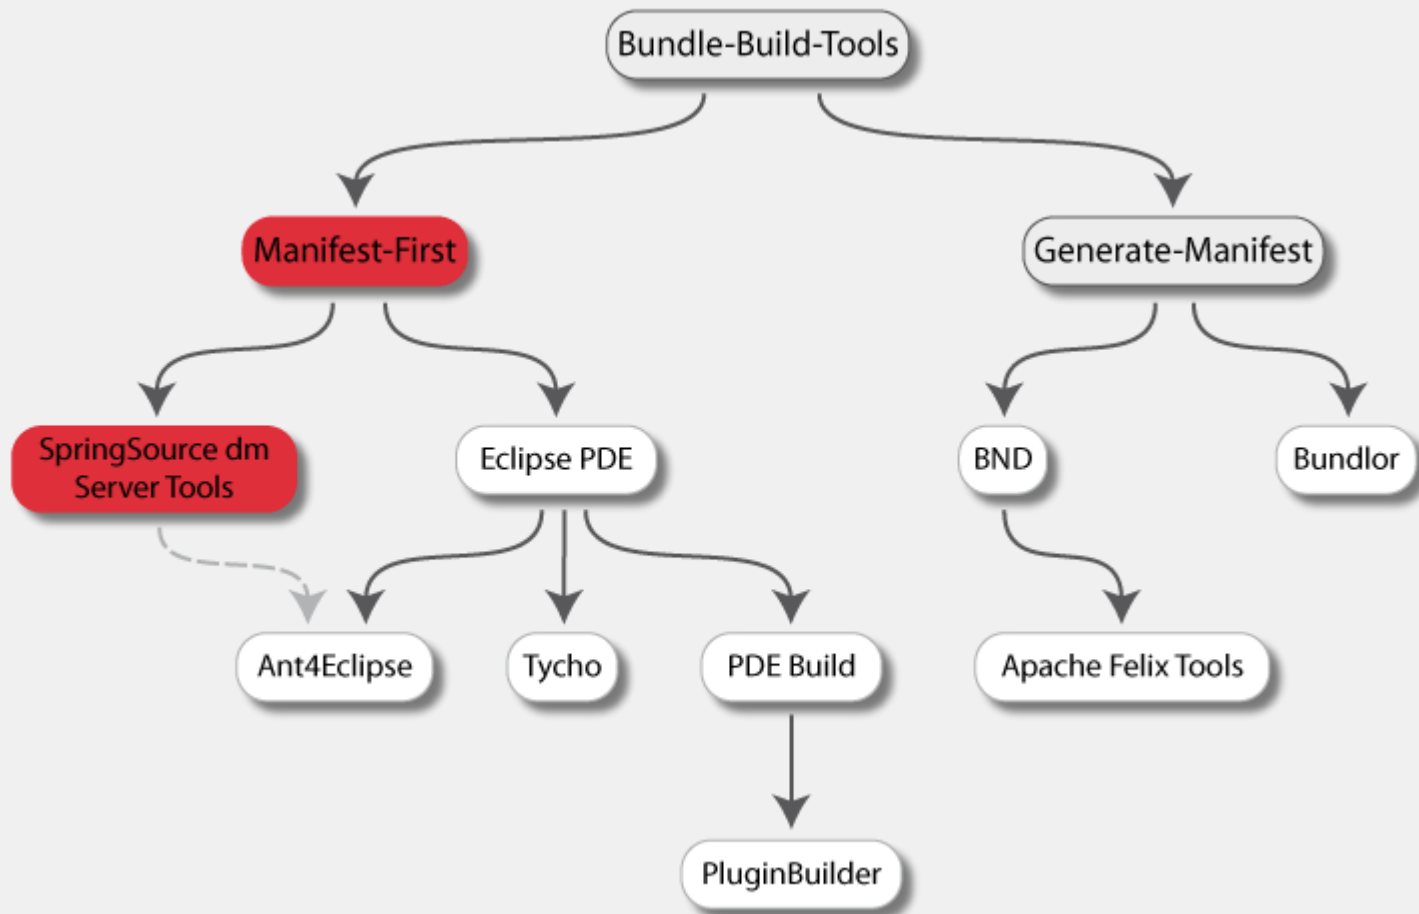 Bundle-Build-Tools
Manifest-First
Generate-Manifest
SpringSource dm
Server Tools
Eclipse PDE
BND
Bundlor
Ant4Eclipse
Tycho
PDE Build
Apache Felix Tools
PluginBuilder